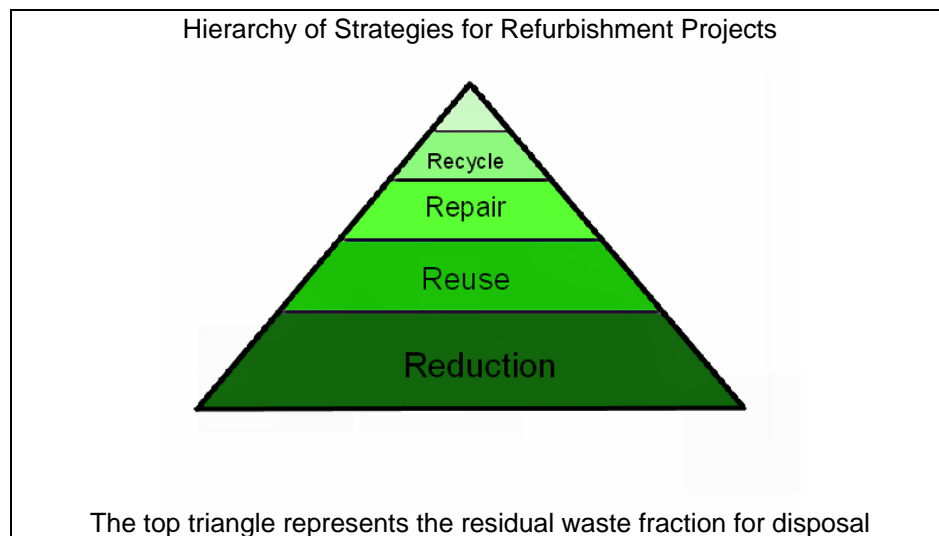 Hierarchy of Strategies for Refurbishment Projects
Recycle
Repair
Reuse
Reduction
The top triangle represents the residual waste fraction for disposal